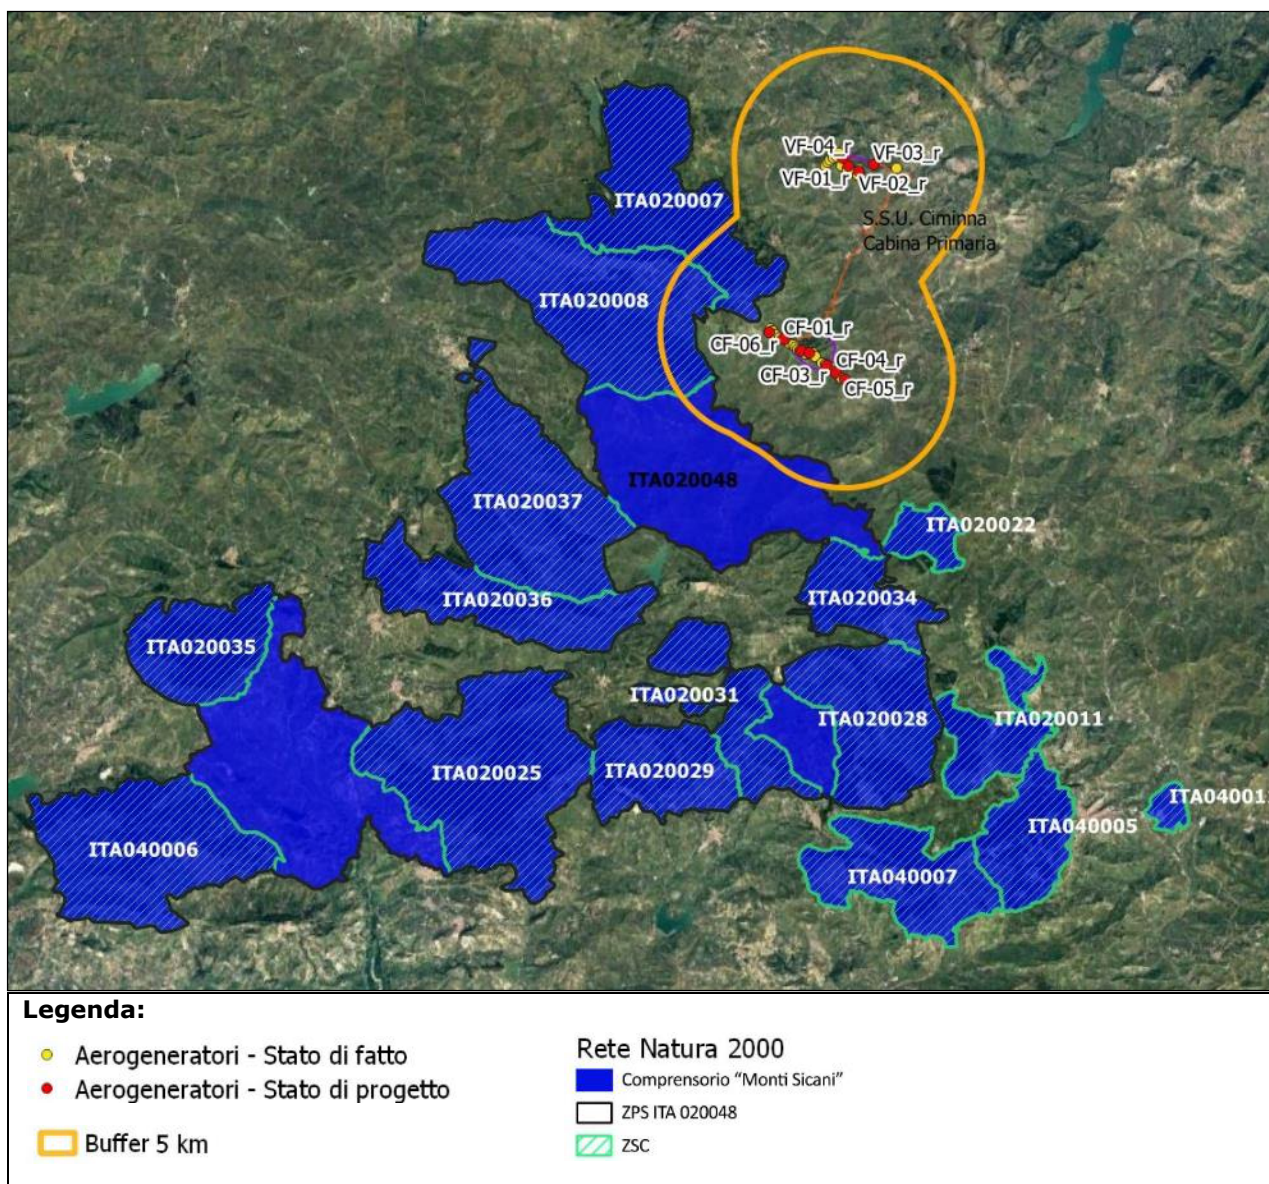 VF-04_r
VF-03_r
VF-01_r
VF-02_r
ITA020007
S.S.U. Ciminna
Cabina Primaria
ITA020008
CF-01_r
CF-06_r
CF-04_r
CF-03_r
CF-05_r
ITA020048
ITA020037
ITA020022
ITA020036
ITA020034
ITA020035
ITA020031
ITA020028
ITA020011
ITA020025
ITA020029
ITA04001
ITA040005
ITA040006
ITA040007
Legenda:
Aerogeneratori - Stato di fatto
Aerogeneratori - Stato di progetto
Buffer 5 km
Rete Natura 2000
Comprensorio “Monti Sicani”
ZPS ITA 020048
ZSC